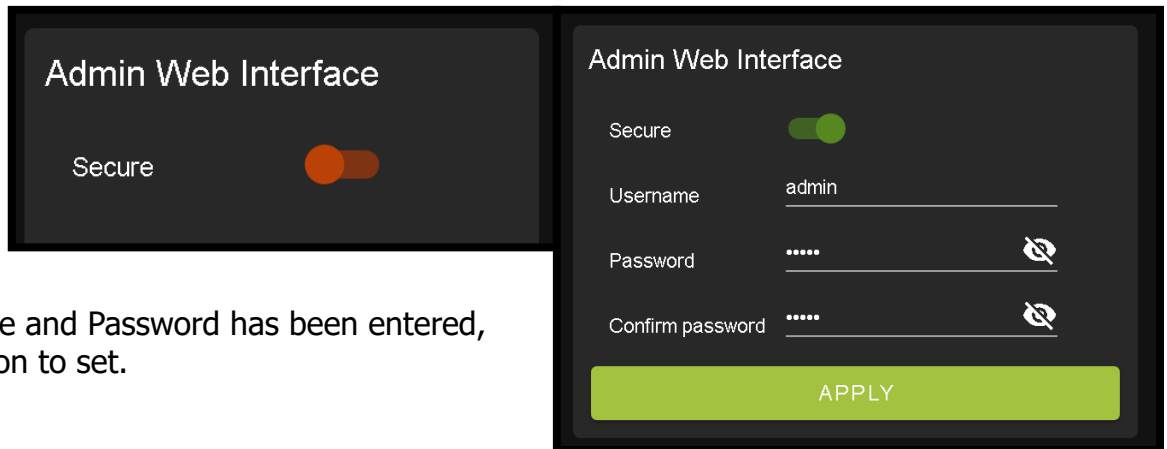 Admin Web Interface
Secure
Admin Web Interface
Secure
Username admin
Password •••••
Confirm password •••••
APPLY
e and Password has been entered,
on to set.